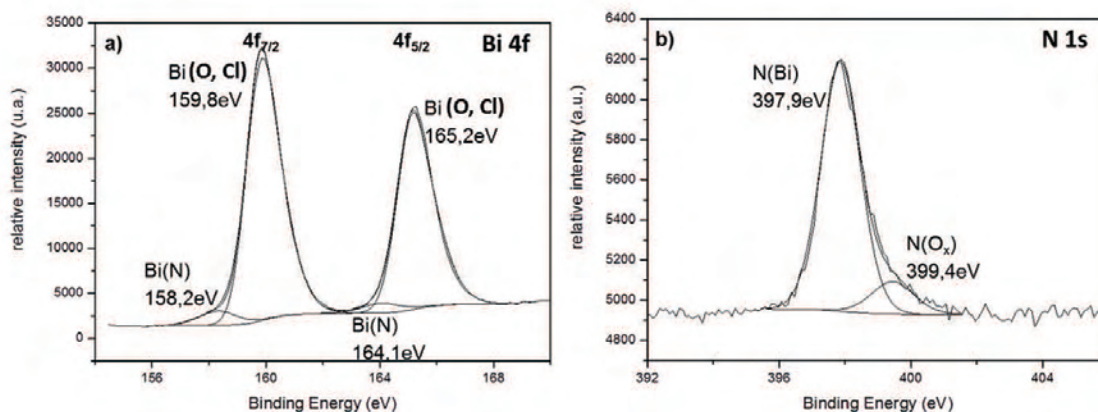 a)
4f7/2
4f5/2
Bi 4f
Bi (O, Cl)
159,8eV
Bi (O, Cl)
165,2eV
Bi(N)
158,2eV
Bi(N)
164,1eV
35000
30000
25000
20000
15000
10000
5000
0
relative intensity (u.a.)
156
160
164
168
Binding Energy (eV)
b)
N 1s
N(Bi)
397,9eV
N(Ox)
399,4eV
6400
6200
6000
5800
5600
5400
5200
5000
4800
relative intensity (a.u.)
392
396
400
404
Binding Energy (eV)